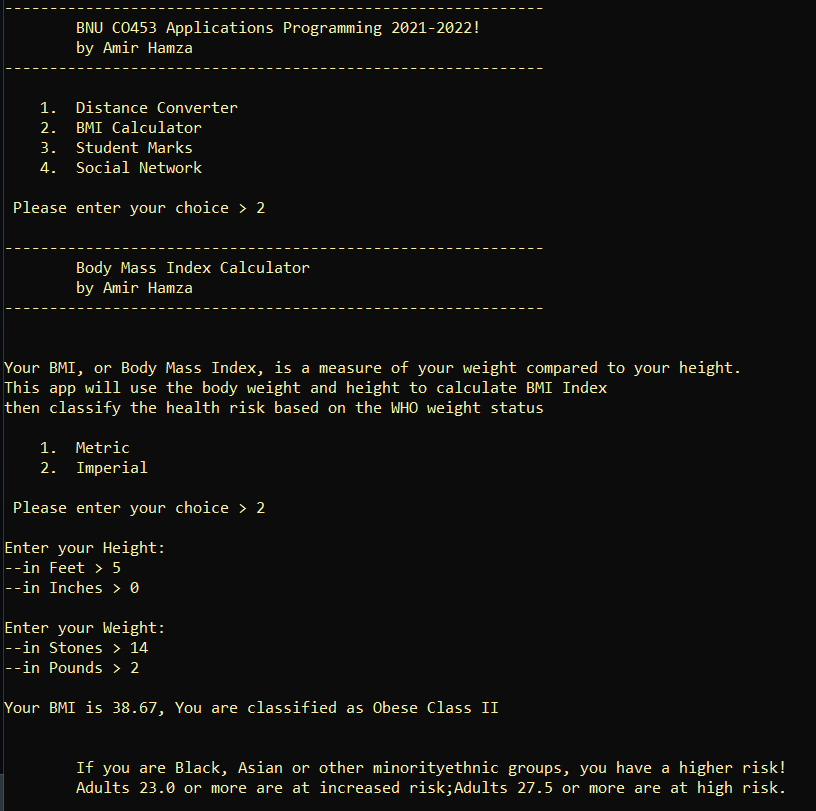 ------------------------------------------------------------
BNU CO453 Applications Programming 2021-2022!
by Amir Hamza
------------------------------------------------------------
1. Distance Converter
2. BMI Calculator
3. Student Marks
4. Social Network
Please enter your choice > 2
------------------------------------------------------------
Body Mass Index Calculator
by Amir Hamza
------------------------------------------------------------
Your BMI, or Body Mass Index, is a measure of your weight compared to your height.
This app will use the body weight and height to calculate BMI Index
then classify the health risk based on the WHO weight status
1. Metric
2. Imperial
Please enter your choice > 2
Enter your Height:
--in Feet > 5
--in Inches > 0
Enter your Weight:
--in Stones > 14
--in Pounds > 2
Your BMI is 38.67, You are classified as Obese Class II
If you are Black, Asian or other minorityethnic groups, you have a higher risk!
Adults 23.0 or more are at increased risk;Adults 27.5 or more are at high risk.